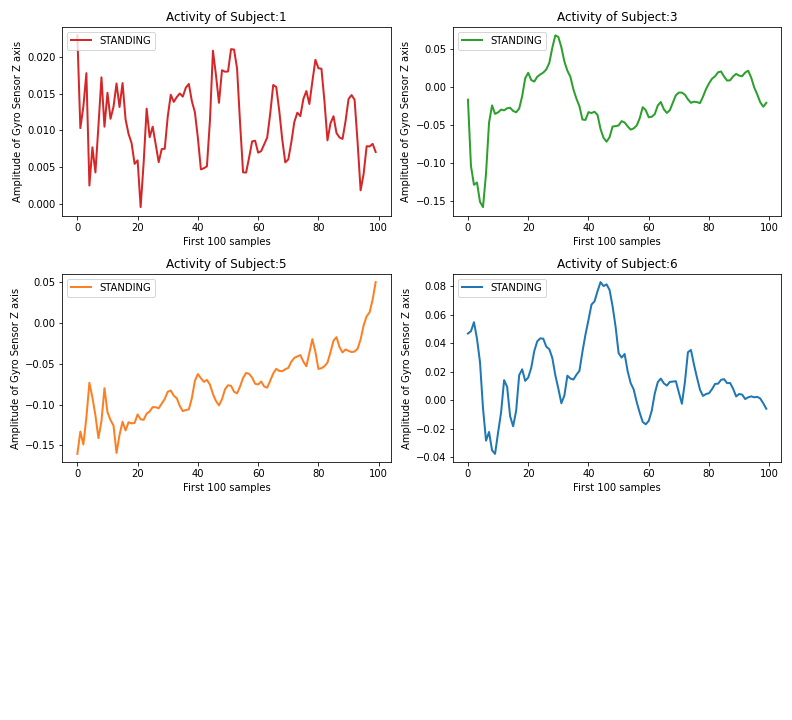 Activity of Subject:1
STANDING
Amplitude of Gyro Sensor Z axis
0.020
0.015
0.010
0.005
0.000
0 20 40 60 80 100
First 100 samples
Activity of Subject:3
STANDING
Amplitude of Gyro Sensor Z axis
0.05
0.00
−0.05
−0.10
−0.15
0 20 40 60 80 100
First 100 samples
Activity of Subject:5
STANDING
Amplitude of Gyro Sensor Z axis
0.05
0.00
−0.05
−0.10
−0.15
0 20 40 60 80 100
First 100 samples
Activity of Subject:6
STANDING
Amplitude of Gyro Sensor Z axis
0.08
0.06
0.04
0.02
0.00
−0.02
−0.04
0 20 40 60 80 100
First 100 samples